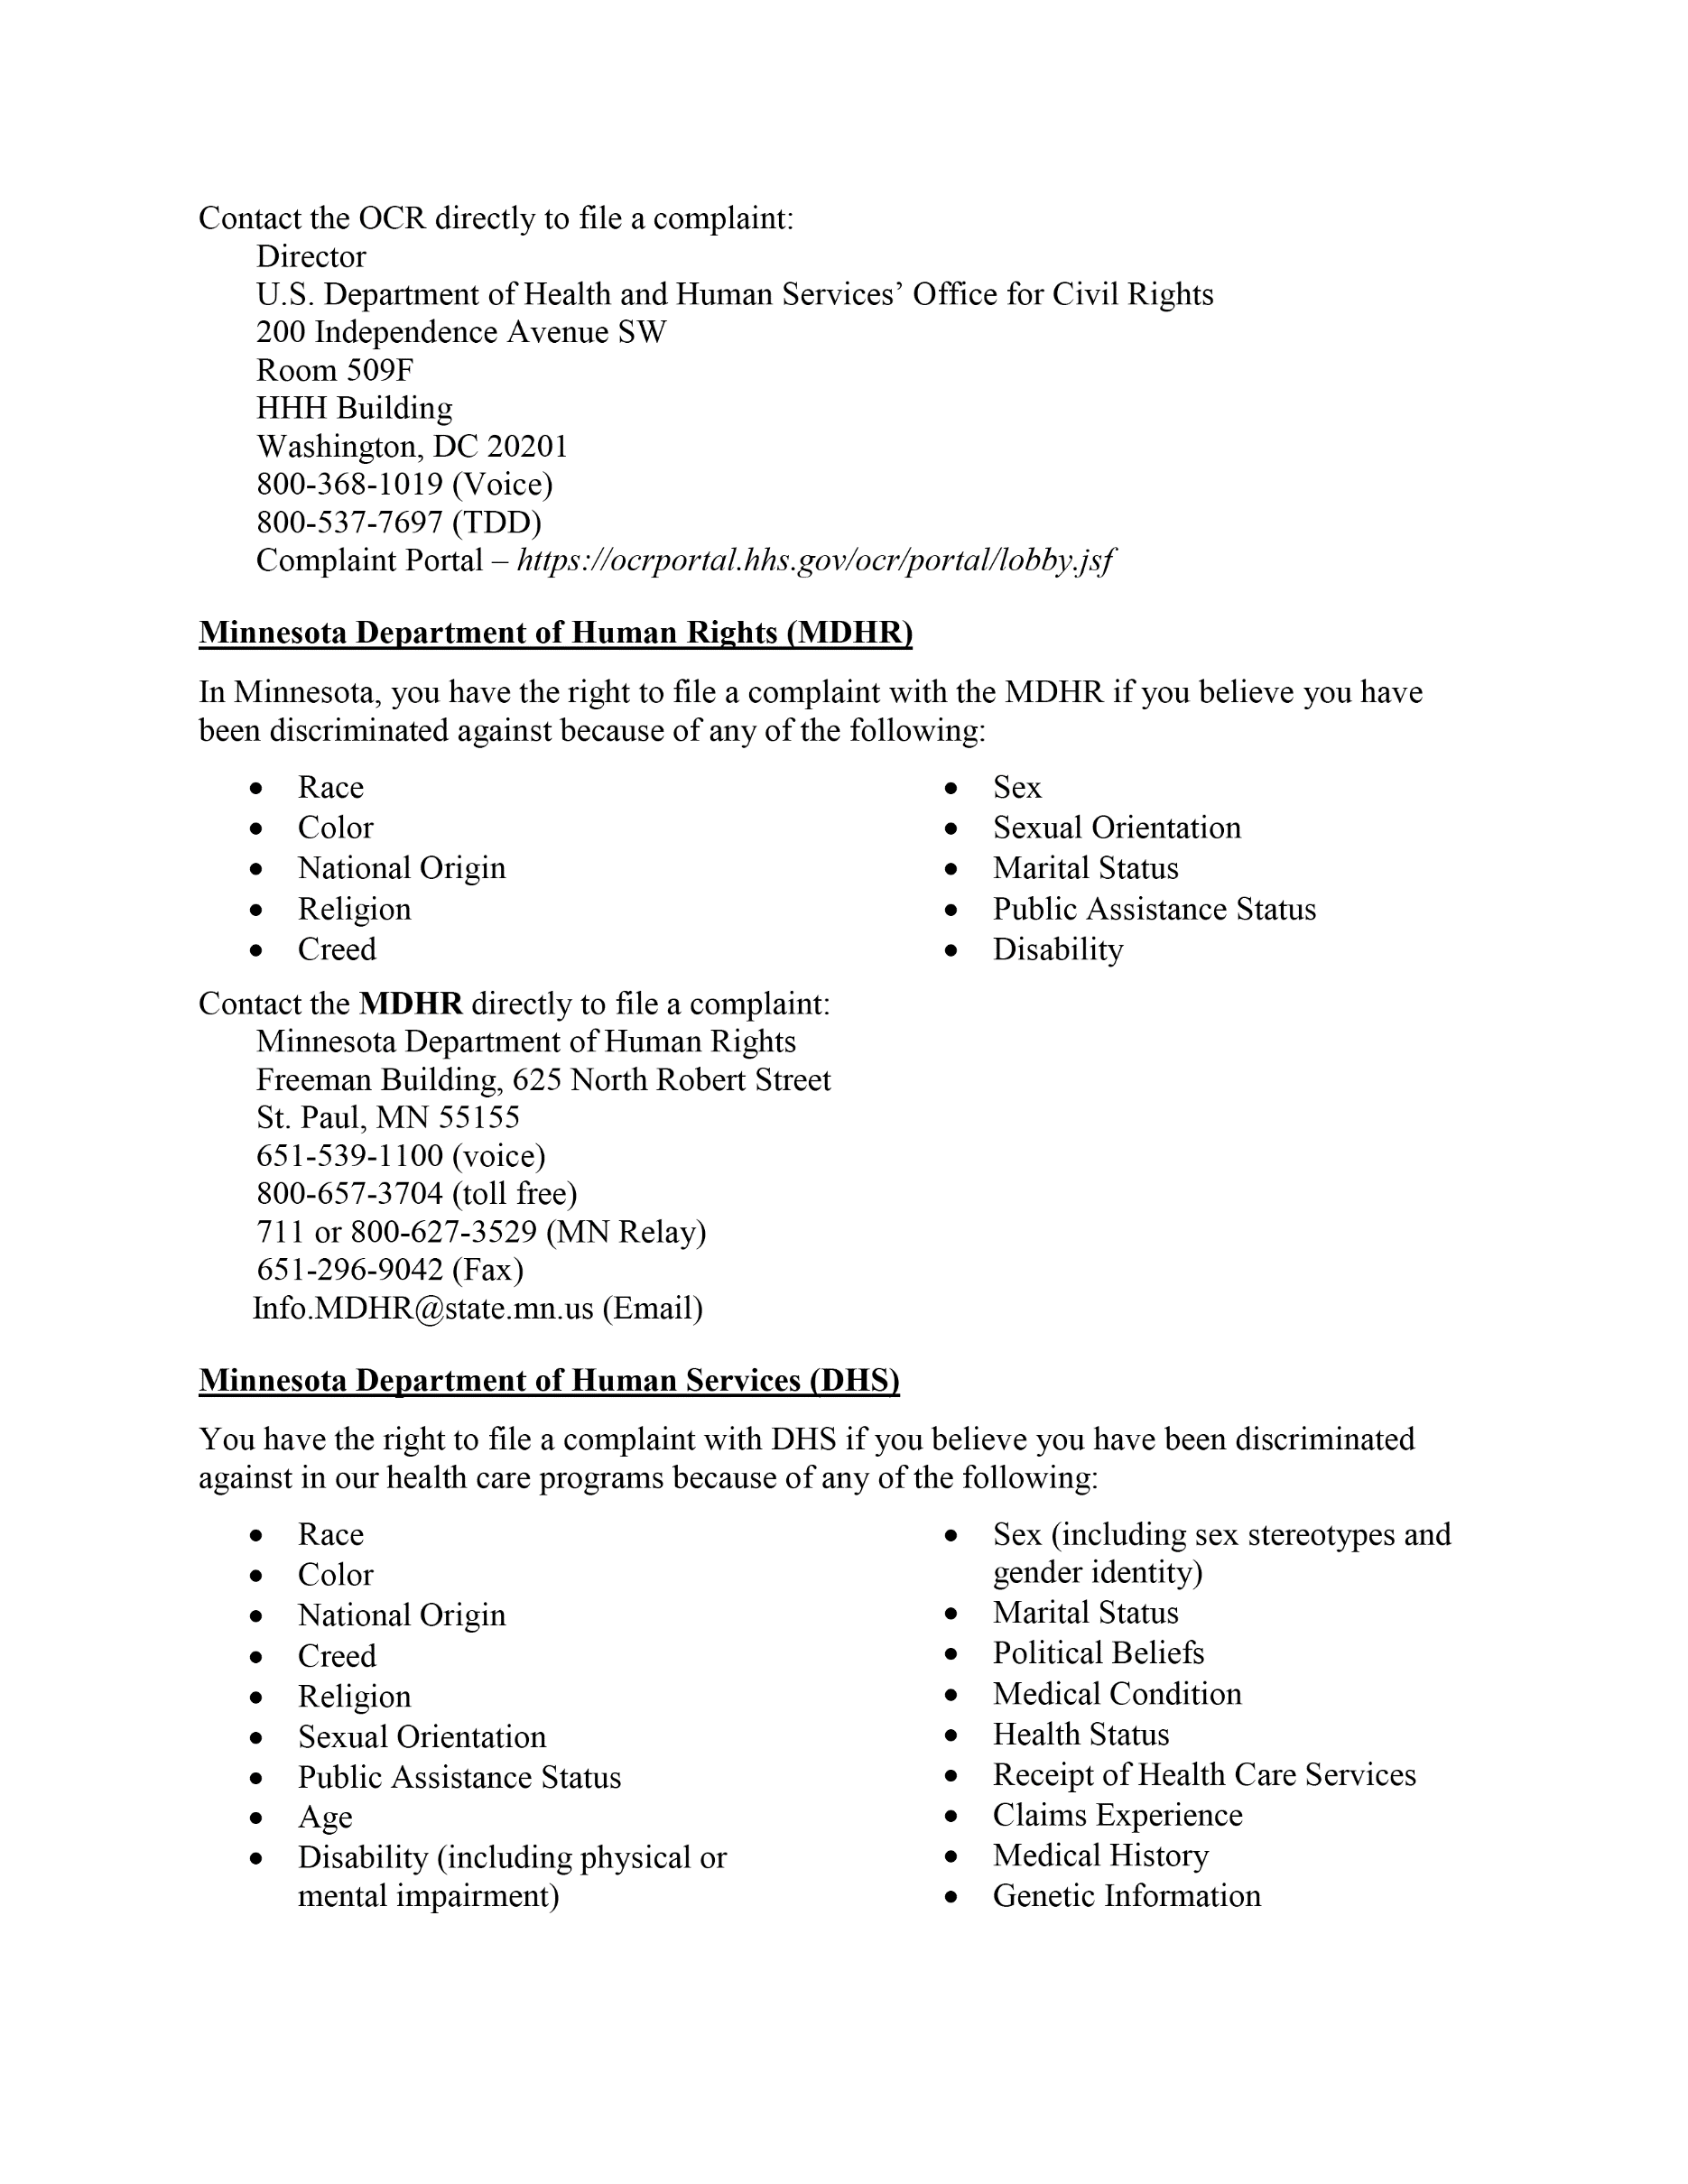 Contact the OCR directly to file a complaint:
Director
U.S. Department of Health and Human Services’ Office for Civil Rights
200 Independence Avenue SW
Room 509F
HHH Building
Washington, DC 20201
800-368-1019 (Voice)
800-537-7697 (TDD)
Complaint Portal – https://ocrportal.hhs.gov/ocr/portal/lobby.jsf
Minnesota Department of Human Rights (MDHR)
In Minnesota, you have the right to file a complaint with the MDHR if you believe you have
been discriminated against because of any of the following:
• Race
• Color
• National Origin
• Religion
• Creed
• Sex
• Sexual Orientation
• Marital Status
• Public Assistance Status
• Disability
Contact the MDHR directly to file a complaint:
Minnesota Department of Human Rights
Freeman Building, 625 North Robert Street
St. Paul, MN 55155
651-539-1100 (voice)
800-657-3704 (toll free)
711 or 800-627-3529 (MN Relay)
651-296-9042 (Fax)
Info.MDHR@state.mn.us (Email)
Minnesota Department of Human Services (DHS)
You have the right to file a complaint with DHS if you believe you have been discriminated
against in our health care programs because of any of the following:
• Race
• Color
• National Origin
• Creed
• Religion
• Sexual Orientation
• Public Assistance Status
• Age
• Disability (including physical or
mental impairment)
• Sex (including sex stereotypes and
gender identity)
• Marital Status
• Political Beliefs
• Medical Condition
• Health Status
• Receipt of Health Care Services
• Claims Experience
• Medical History
• Genetic Information